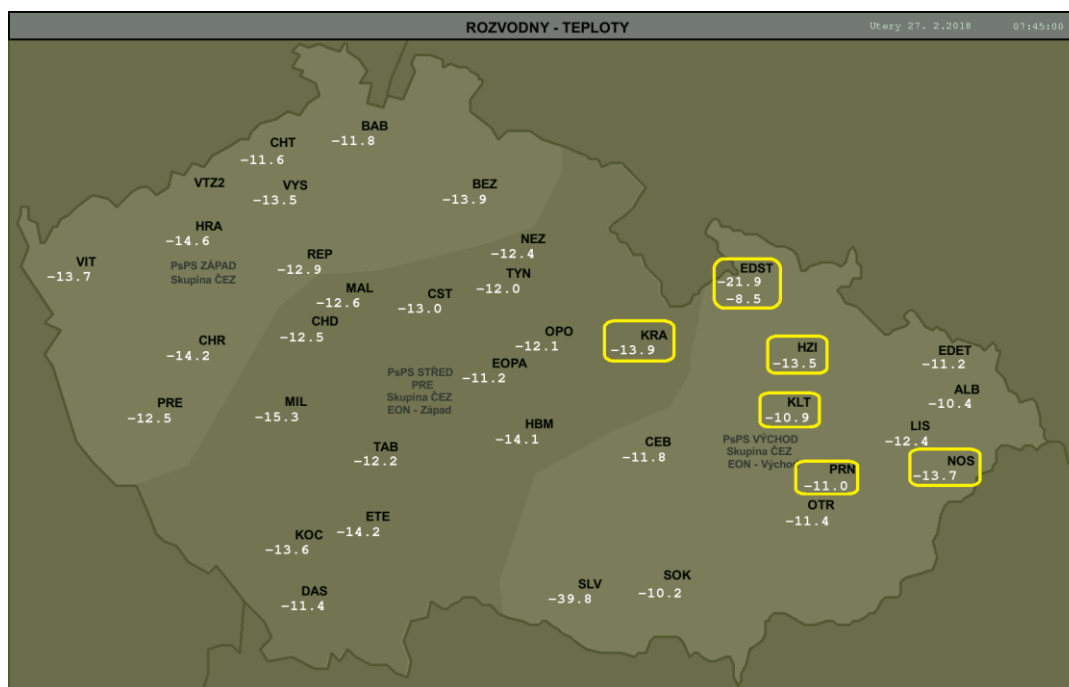 ROZVODNY - TEPLOTY
Utery 27. 2.2018
07:45:00
BAB
-11.8
CHT
-11.6
VTZ2
VYS
-13.5
BEZ
-13.9
HRA
-14.6
VIT
-13.7
PsPS ZÁPAD
Skupina ČEZ
REP
-12.9
NEZ
-12.4
TYN
-12.0
MAL
-12.6
CST
-13.0
EDST
-21.9
-8.5
CHD
-12.5
CHR
-14.2
OPO
-12.1
KRA
-13.9
HZI
-13.5
EDET
-11.2
EOPA
-11.2
PsPS STŘED
PRE
Skupina ČEZ
EON - Západ
ALB
-10.4
PRE
-12.5
MIL
-15.3
KLT
-10.9
HBM
-14.1
CEB
-11.8
PsPS VÝCHOD
Skupina ČEZ
EON - Výcho
LIS
-12.4
TAB
-12.2
NOS
-13.7
PRN
-11.0
OTR
-11.4
ETE
-14.2
KOC
-13.6
DAS
-11.4
SLV
-39.8
SOK
-10.2